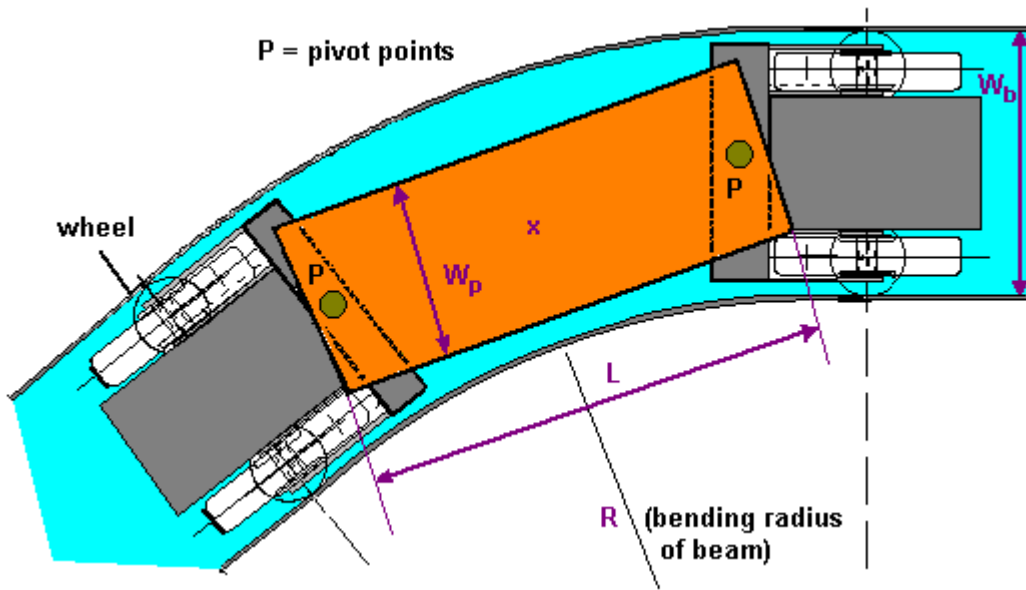 P = pivot points
W_b
P
x
wheel
P
W_p
L
R (bending radius
of beam)